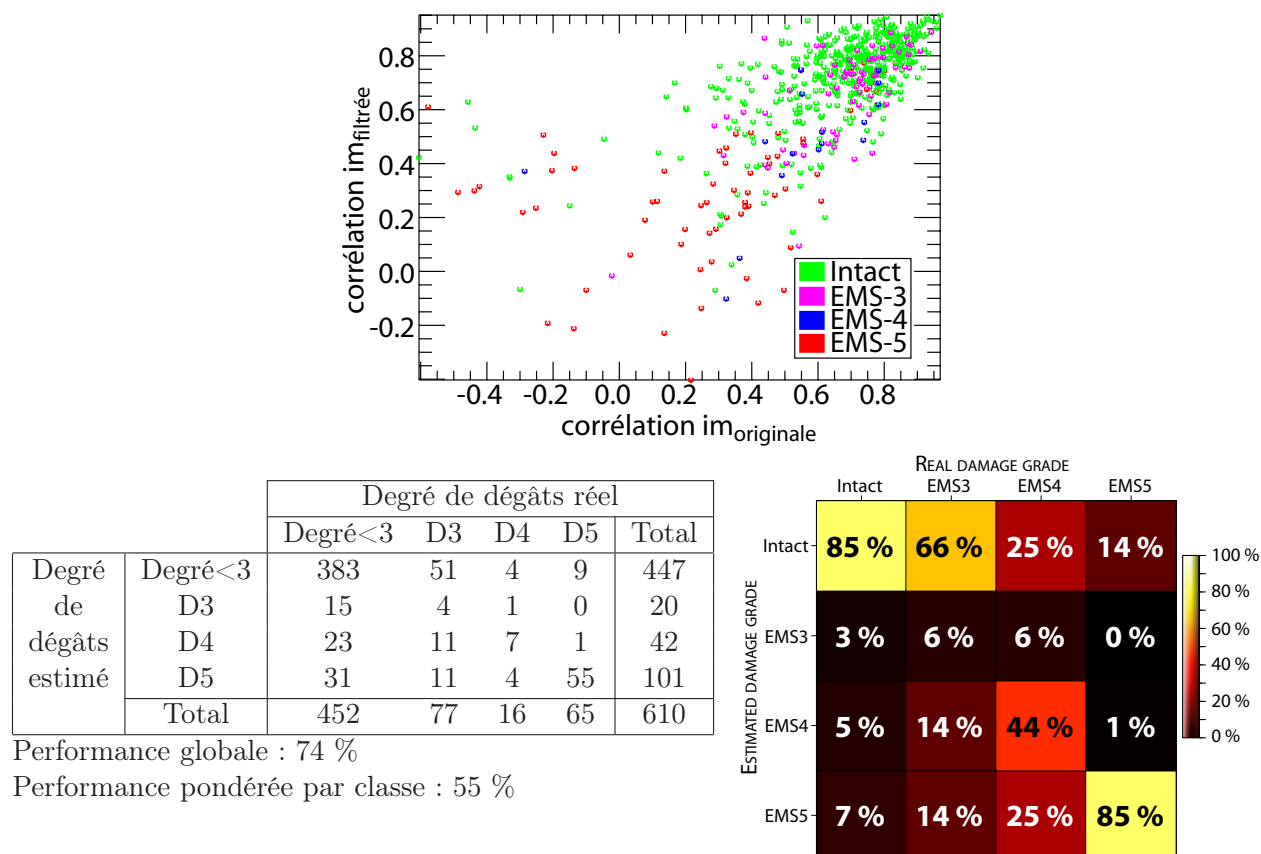 0.8
0.6
0.4
0.2
0.0
-0.2
corrélation im_filtrée
-0.4 -0.2 0.0 0.2 0.4 0.6 0.8
corrélation im_originale
Intact
EMS-3
EMS-4
EMS-5
Degré de dégâts réel
Degré<3 D3 D4 D5 Total
Degré Degré<3 383 51 4 9 447
de D3 15 4 1 0 20
dégâts D4 23 11 7 1 42
estimé D5 31 11 4 55 101
Total 452 77 16 65 610
Performance globale : 74 %
Performance pondérée par classe : 55 %
REAL DAMAGE GRADE
Intact EMS3 EMS4 EMS5
ESTIMATED DAMAGE GRADE
Intact 85 % 66 % 25 % 14 %
EMS3 3 % 6 % 6 % 0 %
EMS4 5 % 14 % 44 % 1 %
EMS5 7 % 14 % 25 % 85 %
100 %
80 %
60 %
40 %
20 %
0 %